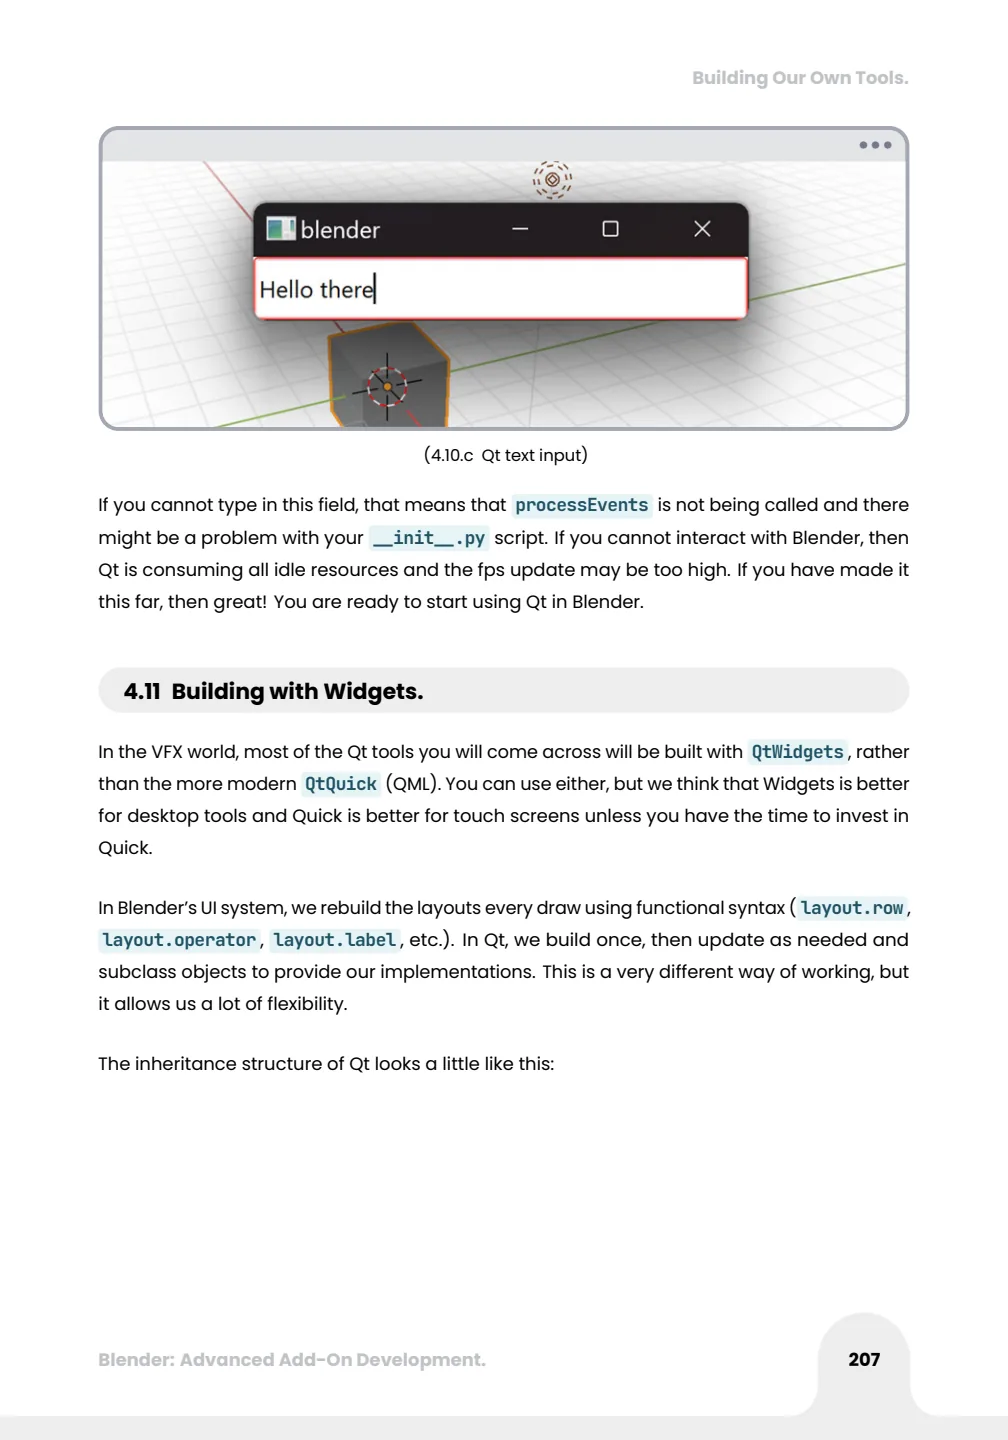 Building Our Own Tools.
blender
Hello there
(4.10.c Qt text input)
If you cannot type in this field, that means that processEvents is not being called and there
might be a problem with your __init__.py script. If you cannot interact with Blender, then
Qt is consuming all idle resources and the fps update may be too high. If you have made it
this far, then great! You are ready to start using Qt in Blender.
4.11 Building with Widgets.
In the VFX world, most of the Qt tools you will come across will be built with QtWidgets, rather
than the more modern QtQuick (QML). You can use either, but we think that Widgets is better
for desktop tools and Quick is better for touch screens unless you have the time to invest in
Quick.
In Blender’s UI system, we rebuild the layouts every draw using functional syntax (layout.row,
layout.operator, layout.label, etc.). In Qt, we build once, then update as needed and
subclass objects to provide our implementations. This is a very different way of working, but
it allows us a lot of flexibility.
The inheritance structure of Qt looks a little like this:
Blender: Advanced Add-On Development.
207